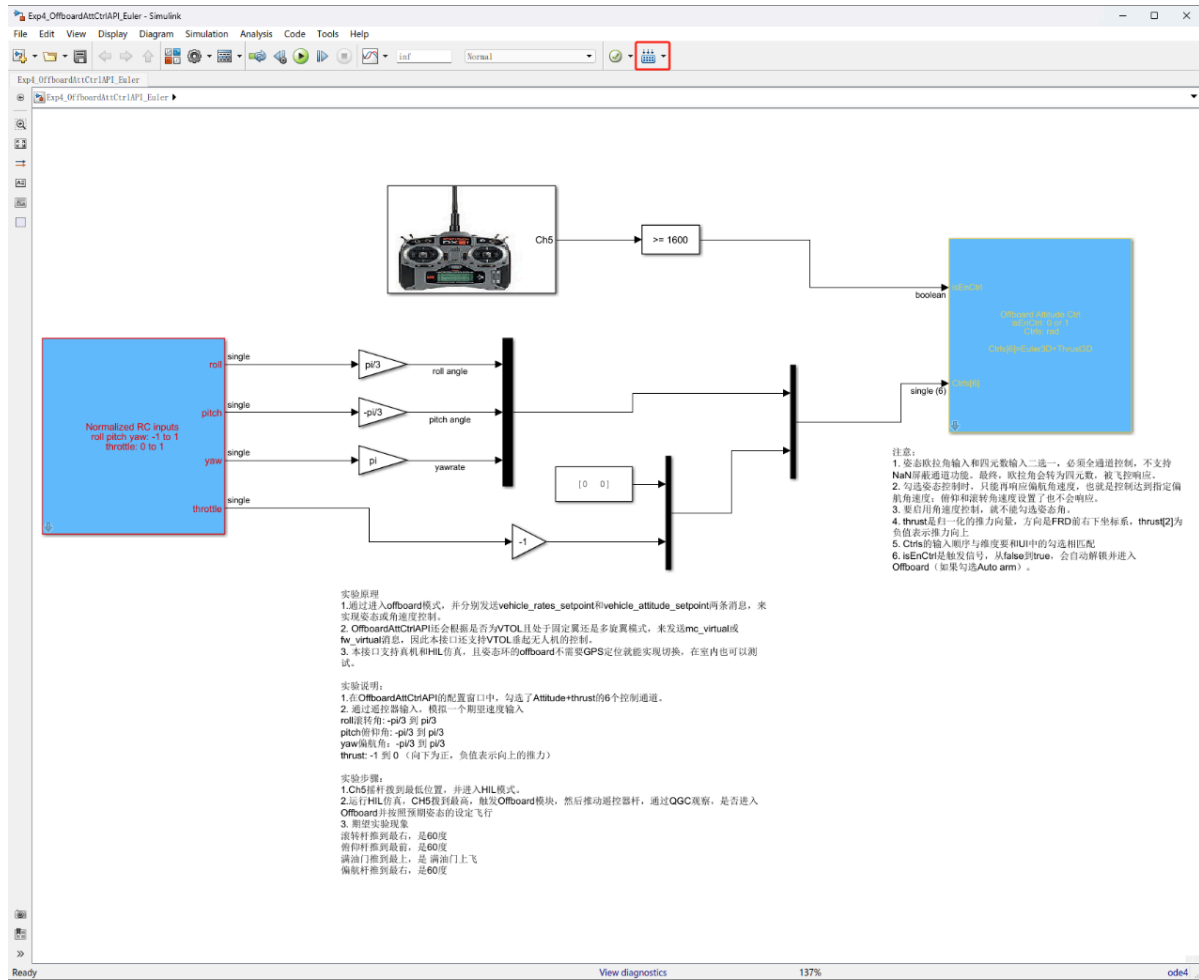 Exp4_OffboardAttCtrlAPI_Euler - Simulink
File Edit View Display Diagram Simulation Analysis Code Tools Help
inf
Normal
Exp4_OffboardAttCtrlAPI_Euler
Exp4_OffboardAttCtrlAPI_Euler
Ch5
>= 1600
boolean
isEnCtrl
Offboard Attitude Ctrl
isEnCtrl: 0 or 1
Ctrls: rad
Ctrls[6]=Euler3D+Thrust3D
single (6)
Ctrls[6]
Normalized RC inputs
roll pitch yaw: -1 to 1
throttle: 0 to 1
roll
single
pi/3
roll angle
pitch
single
-pi/3
pitch angle
yaw
single
pi
yawrate
throttle
single
[0 0]
-1
注意：
1. 姿态欧拉角输入和四元数输入二选一，必须全通道控制，不支持
NaN屏蔽通道功能。最终，欧拉角会转为四元数，被飞控响应。
2. 勾选姿态控制时，只能再响应偏航角速度，也就是控制达到指定偏
航角速度；俯仰和滚转角速度设置了也不会响应。
3. 要启用角速度控制，就不能勾选姿态角。
4. thrust是归一化的推力向量，方向是FRD前右下坐标系，thrust[2]为
负值表示推力向上
5. Ctrls的输入顺序与维度要和UI中的勾选相匹配
6. isEnCtrl是触发信号，从false到true，会自动解锁并进入
Offboard（如果勾选Auto arm）。
实验原理
1.通过进入offboard模式，并分别发送vehicle_rates_setpoint和vehicle_attitude_setpoint两条消息，来
实现姿态或角速度控制。
2. OffboardAttCtrlAPI还会根据是否为VTOL且处于固定翼还是多旋翼模式，来发送mc_virtual或
fw_virtual消息，因此本接口还支持VTOL垂起无人机的控制。
3. 本接口支持真机和HIL仿真，且姿态环的offboard不需要GPS定位就能实现切换，在室内也可以测
试。
实验说明：
1.在OffboardAttCtrlAPI的配置窗口中，勾选了Attitude+thrust的6个控制通道。
2. 通过遥控器输入，模拟一个期望速度输入
roll滚转角: -pi/3 到 pi/3
pitch俯仰角: -pi/3 到 pi/3
yaw偏航角：-pi/3 到 pi/3
thrust: -1 到 0 （向下为正，负值表示向上的推力）
实验步骤：
1.Ch5摇杆拨到最低位置，并进入HIL模式。
2.运行HIL仿真，CH5拨到最高，触发Offboard模块，然后推动遥控器杆，通过QGC观察，是否进入
Offboard并按照预期姿态的设定飞行
3. 期望实验现象
滚转杆推到最右，是60度
俯仰杆推到最前，是60度
满油门推到最上，是 满油门上飞
偏航杆推到最右，是60度
Ready
View diagnostics
137%
ode4